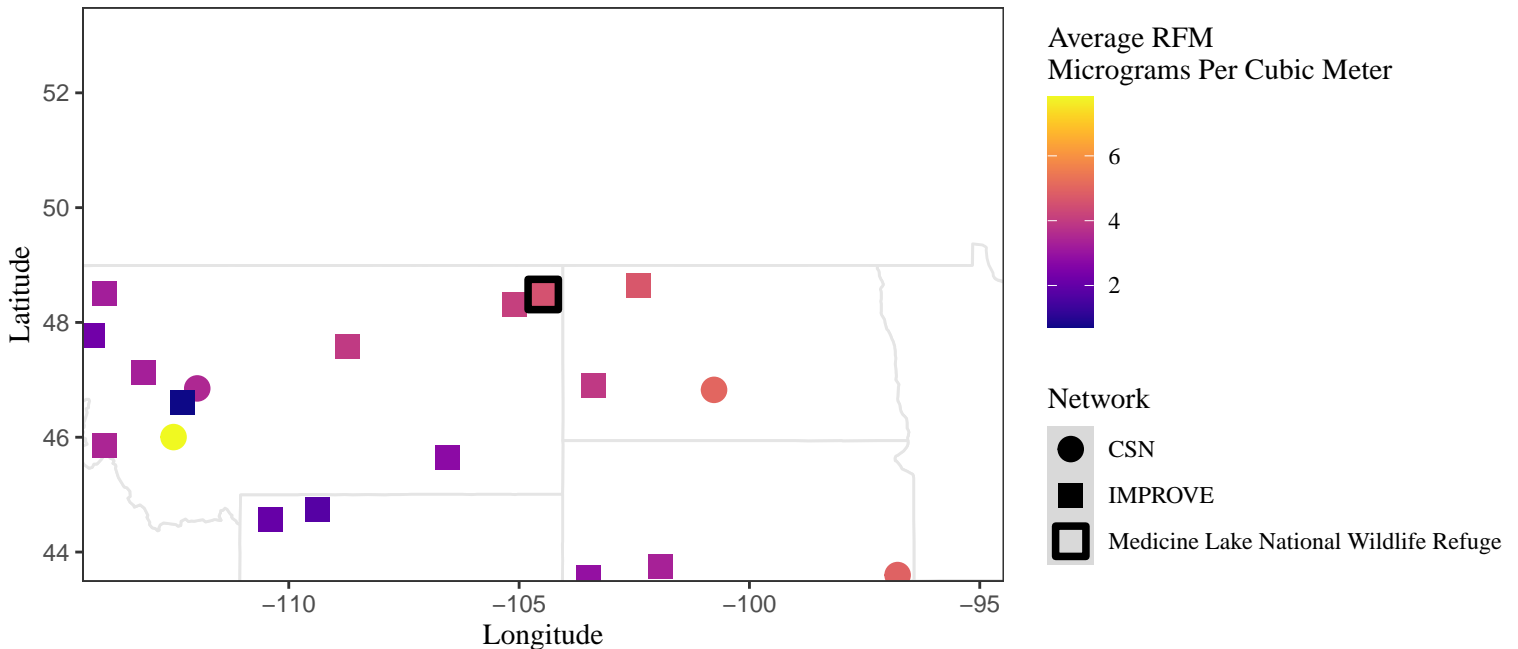 Average RFM
Micrograms Per Cubic Meter
6
4
2
Network
CSN
IMPROVE
Medicine Lake National Wildlife Refuge
Latitude
52
50
48
46
44
−110
−105
−100
−95
Longitude